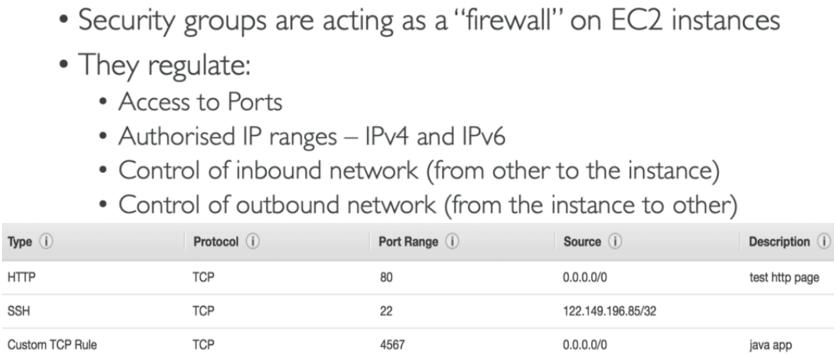 • Security groups are acting as a “firewall” on EC2 instances
• They regulate:
• Access to Ports
• Authorised IP ranges – IPv4 and IPv6
• Control of inbound network (from other to the instance)
• Control of outbound network (from the instance to other)
Type Protocol Port Range Source Description
HTTP TCP 80 0.0.0.0/0 test http page
SSH TCP 22 122.149.196.85/32
Custom TCP Rule TCP 4567 0.0.0.0/0 java app